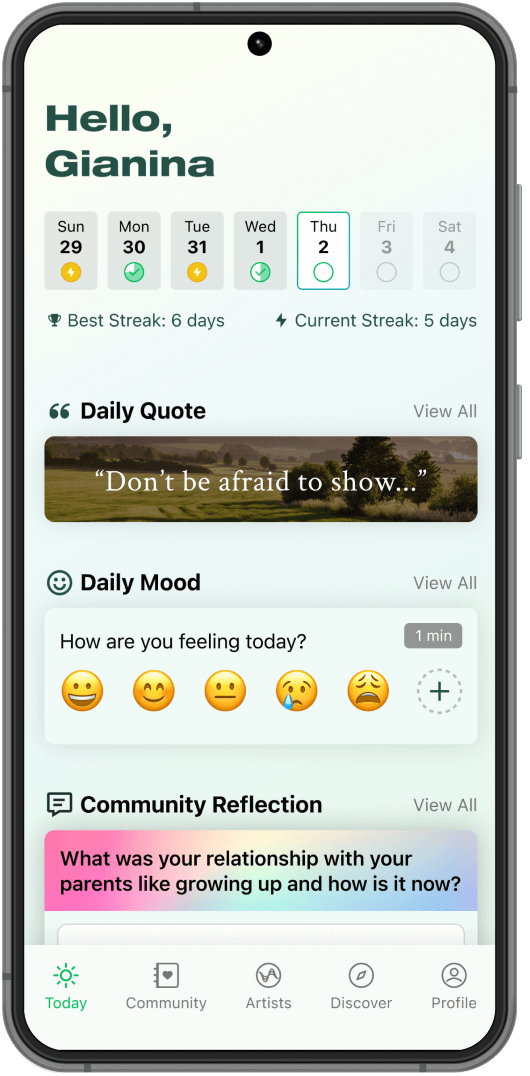 Hello,
Gianina
Sun Mon Tue Wed Thu Fri Sat
29 30 31 1 2 3 4
Best Streak: 6 days Current Streak: 5 days
Daily Quote View All
“Don’t be afraid to show...”
Daily Mood View All
How are you feeling today? 1 min
Community Reflection View All
What was your relationship with your
parents like growing up and how is it now?
Today Community Artists Discover Profile